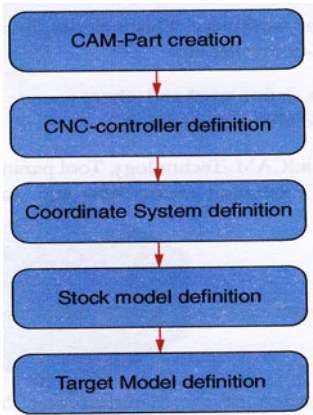 CAM-Part creation
CNC-controller definition
Coordinate System definition
Stock model definition
Target Model definition